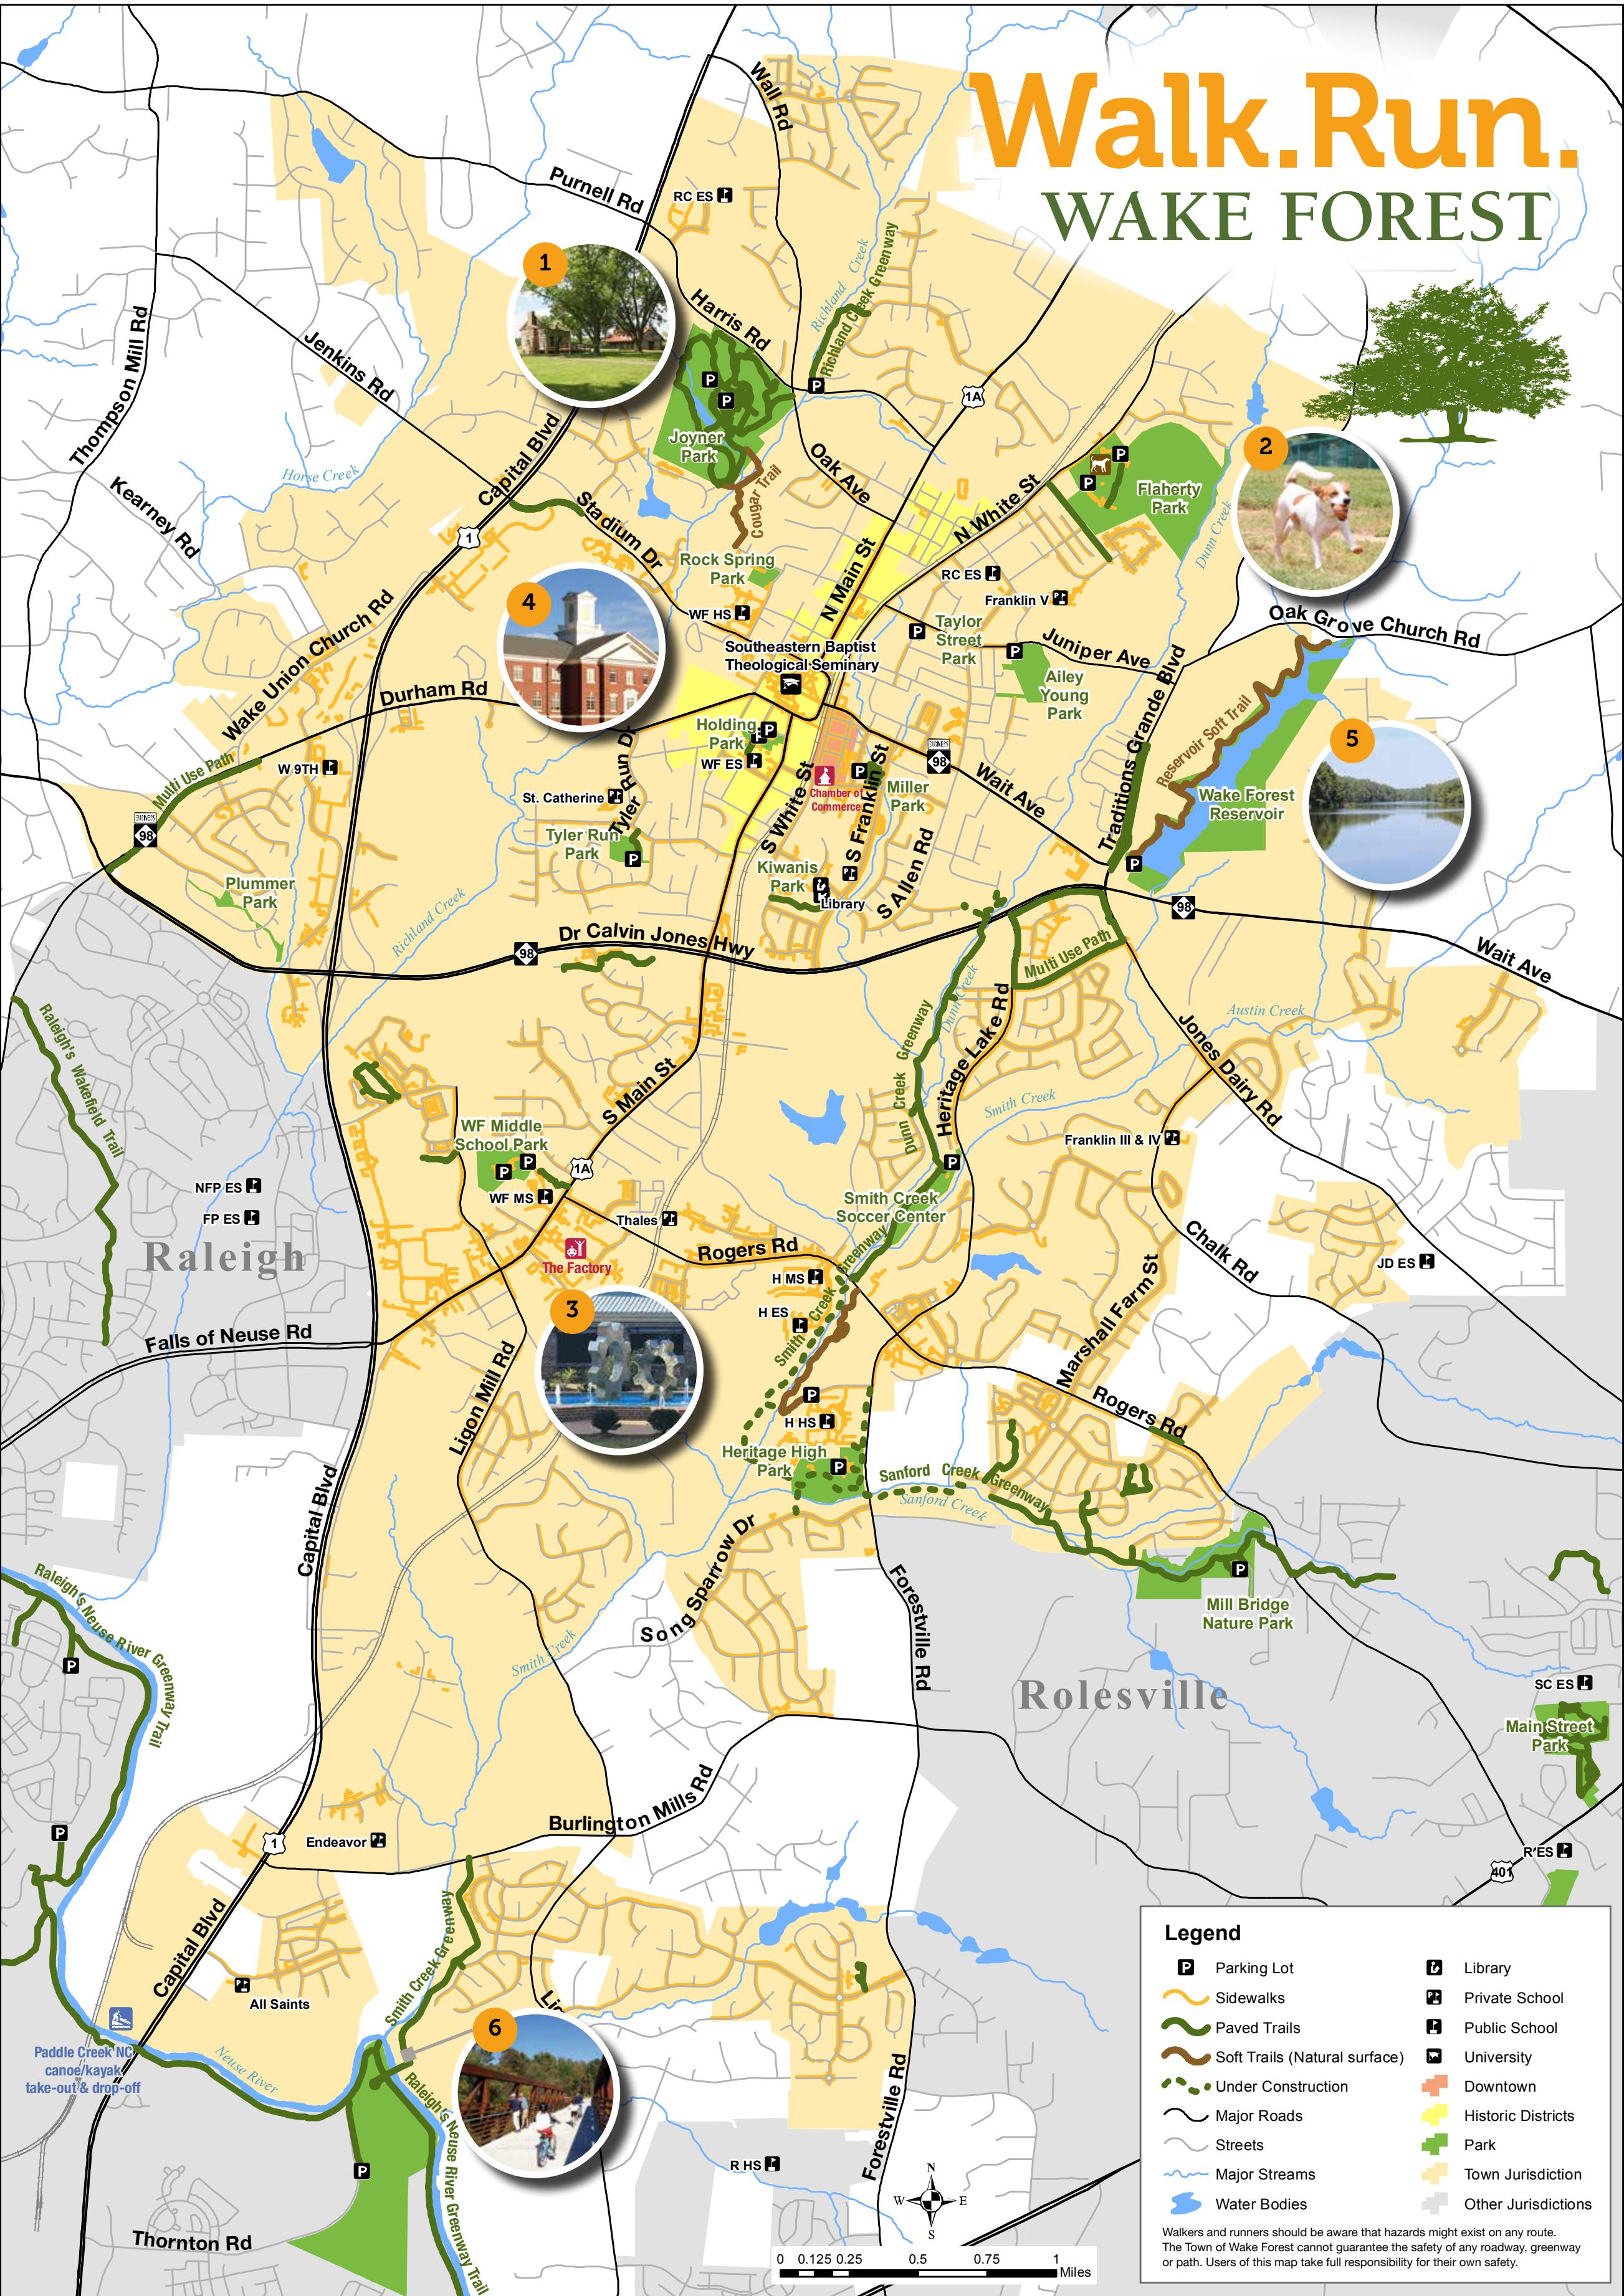 Walk.Run.
WAKE FOREST
Wall Rd
Purnell Rd
RC ES
1
Richland Creek
Richland Creek Greenway
Harris Rd
Thompson Mill Rd
Jenkins Rd
1A
Capital Blvd
Joyner
Park
2
Oak Ave
Horse Creek
Kearney Rd
Cougar Trail
Stadium Dr
N White St
Flaherty
Park
Dunn Creek
1
Rock Spring
Park
N Main St
RC ES
Franklin V
4
WF HS
Oak Grove Church Rd
Taylor
Street
Park
Juniper Ave
Southeastern Baptist
Theological Seminary
Ailey
Young
Park
Wake Union Church Rd
Durham Rd
Traditions Grande Blvd
Reservoir Soft Trail
Holding
Park
WF ES
Tyler Run Dr
5
BUSINESS
98
Multi Use Path
W 9TH
St. Catherine
S White St
Chamber of
Commerce
S Franklin St
Miller
Park
Wait Ave
Wake Forest
Reservoir
BUSINESS
98
Tyler Run
Park
Kiwanis
Park
Library
S Allen Rd
Plummer
Park
Richland Creek
98
Dr Calvin Jones Hwy
98
Multi Use Path
Wait Ave
Raleigh's Wakefield Trail
Dunn Creek
Dunn Creek Greenway
Heritage Lake Rd
Austin Creek
Jones Dairy Rd
S Main St
Smith Creek
WF Middle
School Park
Franklin III & IV
1A
NFP ES
WF MS
FP ES
Thales
Smith Creek
Soccer Center
Raleigh
Rogers Rd
The Factory
Smith Creek Greenway
H MS
Chalk Rd
JD ES
3
H ES
Marshall Farm St
Falls of Neuse Rd
Ligon Mill Rd
Rogers Rd
H HS
Heritage High
Park
Sanford Creek Greenway
Sanford Creek
Capital Blvd
Song Sparrow Dr
Forestville Rd
Raleigh's Neuse River Greenway Trail
Mill Bridge
Nature Park
Smith Creek
Rolesville
SC ES
Main Street
Park
Burlington Mills Rd
1
Endeavor
R ES
401
Capital Blvd
Smith Creek Greenway
All Saints
6
Paddle Creek NC
canoe/kayak
take-out & drop-off
Neuse River
Raleigh's Neuse River Greenway Trail
Forestville Rd
R HS
Thornton Rd
N
W E
S
0 0.125 0.25 0.5 0.75 1
Miles
Legend
Parking Lot
Sidewalks
Paved Trails
Soft Trails (Natural surface)
Under Construction
Major Roads
Streets
Major Streams
Water Bodies
Library
Private School
Public School
University
Downtown
Historic Districts
Park
Town Jurisdiction
Other Jurisdictions
Walkers and runners should be aware that hazards might exist on any route.
The Town of Wake Forest cannot guarantee the safety of any roadway, greenway
or path. Users of this map take full responsibility for their own safety.